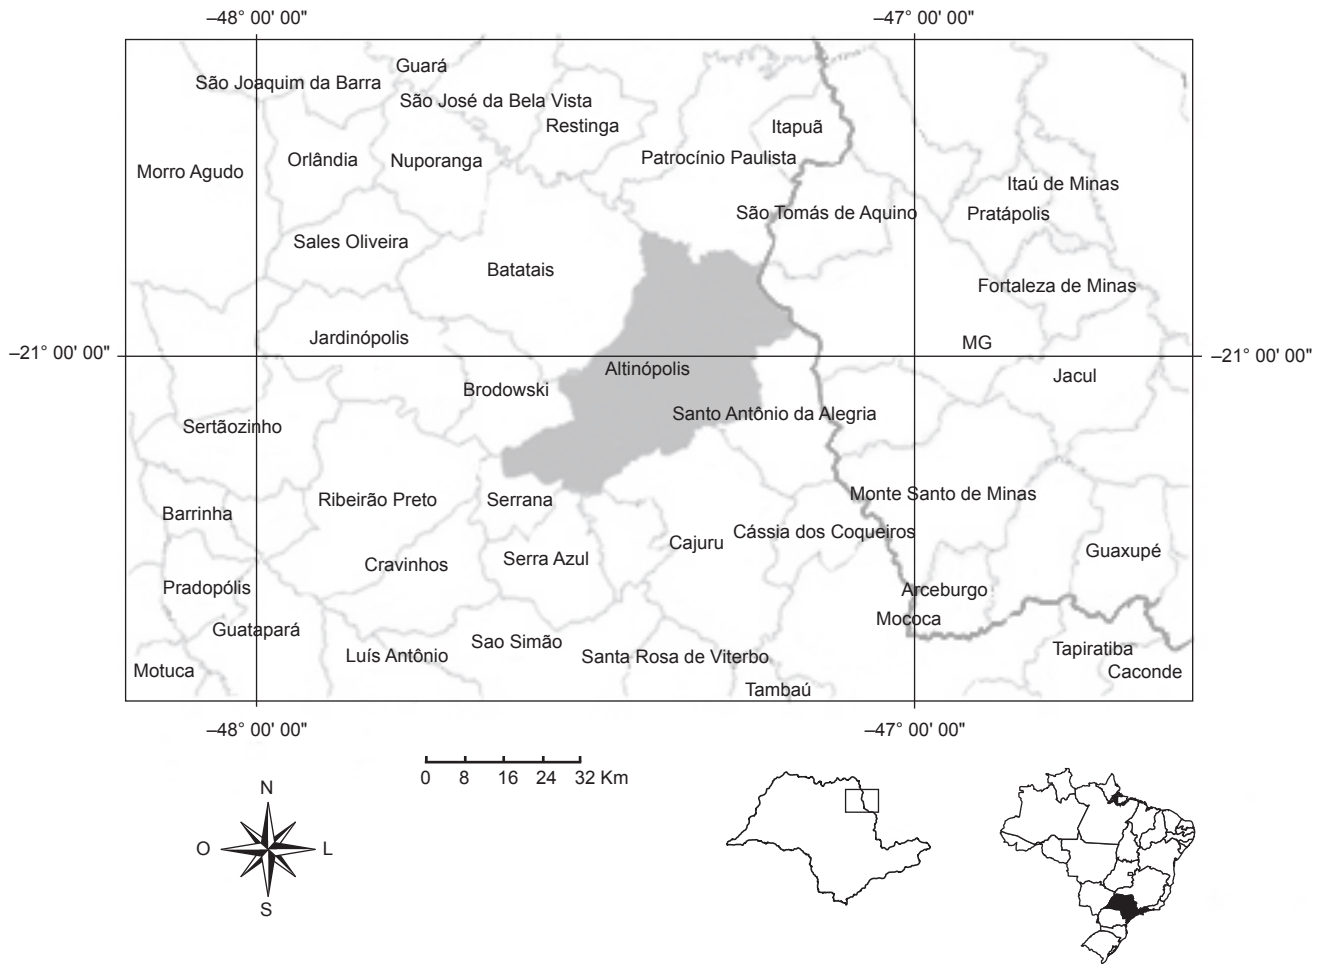 –48° 00' 00"
–47° 00' 00"
Guará
São Joaquim da Barra
São José da Bela Vista
Restinga
Itapuã
Orlândia
Nuporanga
Patrocínio Paulista
Morro Agudo
Itaú de Minas
São Tomás de Aquino
Pratápolis
Sales Oliveira
Batatais
Fortaleza de Minas
Jardinópolis
MG
–21° 00' 00"
–21° 00' 00"
Altinópolis
Jacul
Brodowski
Santo Antônio da Alegria
Sertãozinho
Monte Santo de Minas
Ribeirão Preto
Serrana
Barrinha
Cássia dos Coqueiros
Cajuru
Guaxupé
Serra Azul
Cravinhos
Pradopólis
Arceburgo
Mococa
Guatapará
Sao Simão
Tapiratiba
Luís Antônio
Santa Rosa de Viterbo
Motuca
Caconde
Tambaú
–48° 00' 00"
–47° 00' 00"
0 8 16 24 32 Km
N
O
L
S